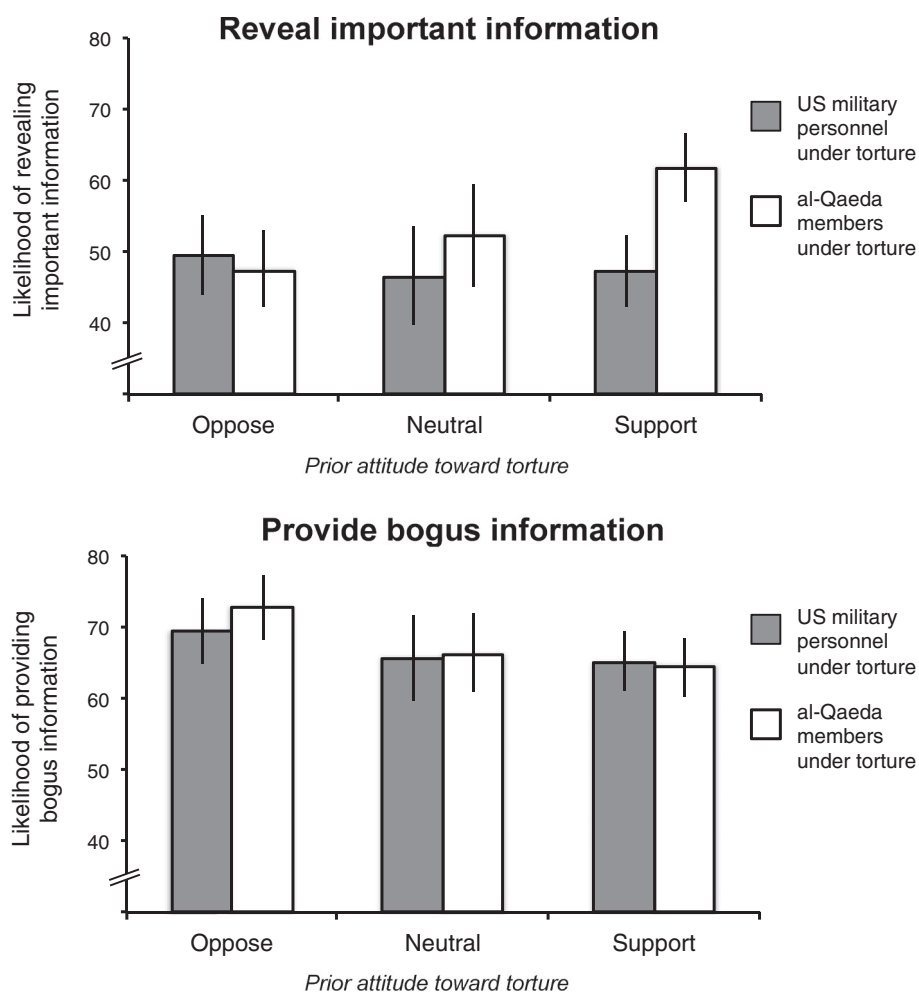 Reveal important information
80
70
60
50
40
Likelihood of revealing
important information
US military
personnel
under torture
al-Qaeda
members
under torture
Oppose
Neutral
Support
Prior attitude toward torture
Provide bogus information
80
70
60
50
40
Likelihood of providing
bogus information
US military
personnel
under torture
al-Qaeda
members
under torture
Oppose
Neutral
Support
Prior attitude toward torture